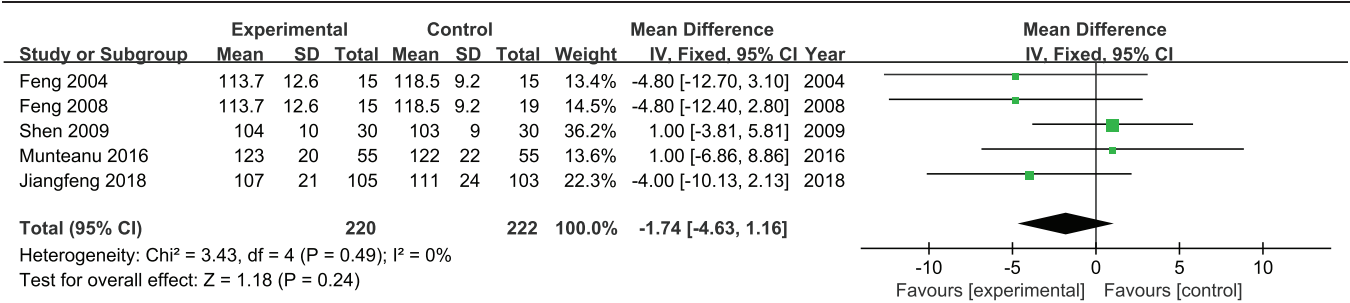 Experimental Control Mean Difference Mean Difference
Study or Subgroup Mean SD Total Mean SD Total Weight IV, Fixed, 95% CI Year IV, Fixed, 95% CI
Feng 2004 113.7 12.6 15 118.5 9.2 15 13.4% -4.80 [-12.70, 3.10] 2004
Feng 2008 113.7 12.6 15 118.5 9.2 19 14.5% -4.80 [-12.40, 2.80] 2008
Shen 2009 104 10 30 103 9 30 36.2% 1.00 [-3.81, 5.81] 2009
Munteanu 2016 123 20 55 122 22 55 13.6% 1.00 [-6.86, 8.86] 2016
Jiangfeng 2018 107 21 105 111 24 103 22.3% -4.00 [-10.13, 2.13] 2018
Total (95% CI) 220 222 100.0% -1.74 [-4.63, 1.16]
Heterogeneity: Chi² = 3.43, df = 4 (P = 0.49); I² = 0%
Test for overall effect: Z = 1.18 (P = 0.24)
-10 -5 0 5 10
Favours [experimental] Favours [control]